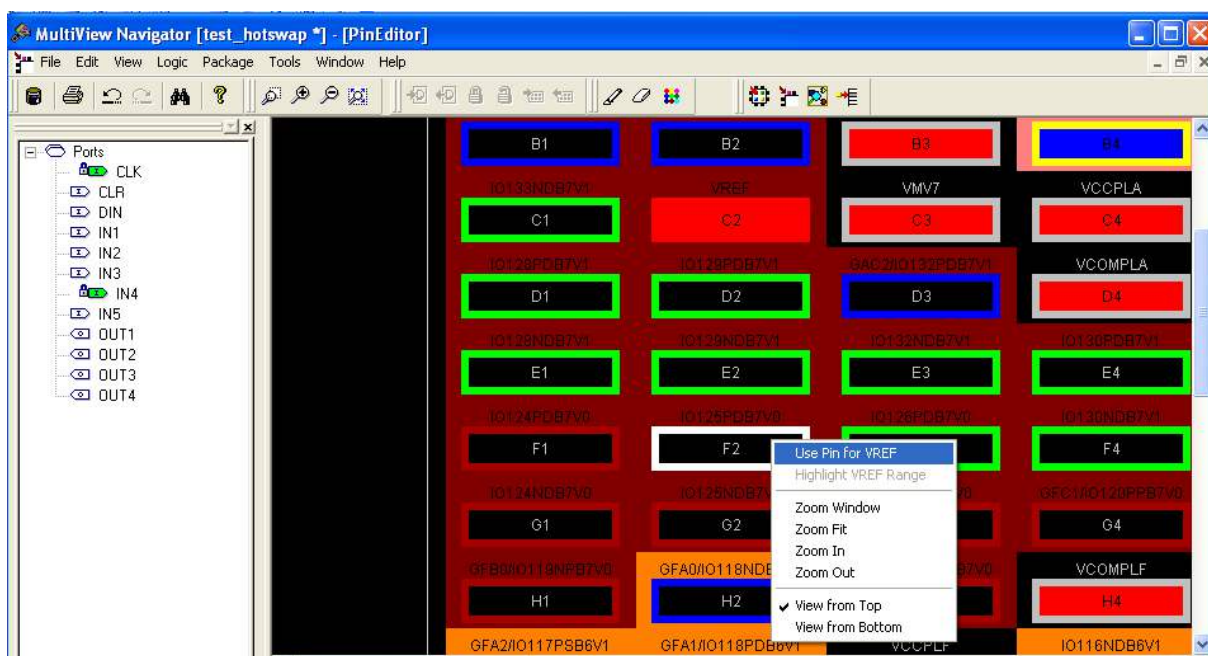 MultiView Navigator [test_hotswap *] - [PinEditor]
File Edit View Logic Package Tools Window Help
Ports
CLK
CLR
DIN
IN1
IN2
IN3
IN4
IN5
OUT1
OUT2
OUT3
OUT4
B1 B2 B3 B4
IO133NDB7V1 VREF VMV7 VCCPLA
C1 C2 C3 C4
IO128PDB7V1 IO129PDB7V1 GAC2/IO132PDB7V1 VCOMPLA
D1 D2 D3 D4
IO128NDB7V1 IO129NDB7V1 IO132NDB7V1 IO130PDB7V1
E1 E2 E3 E4
IO124PDB7V0 IO125PDB7V0 IO126PDB7V0 IO130NDB7V1
F1 F2 F4
Use Pin for VREF
Highlight VREF Range
IO124NDB7V0 GFC1/IO120PPB7V0
Zoom Window
G1 G2 G4
Zoom Fit
Zoom In
GFB0/IO119NPB7V0 Zoom Out VCOMPLF
H1 H2 H4
View from Top
View from Bottom
GFA2/IO117PSB6V1 GFA1/IO118PDB6V1 VCCPLF IO116NDB6V1